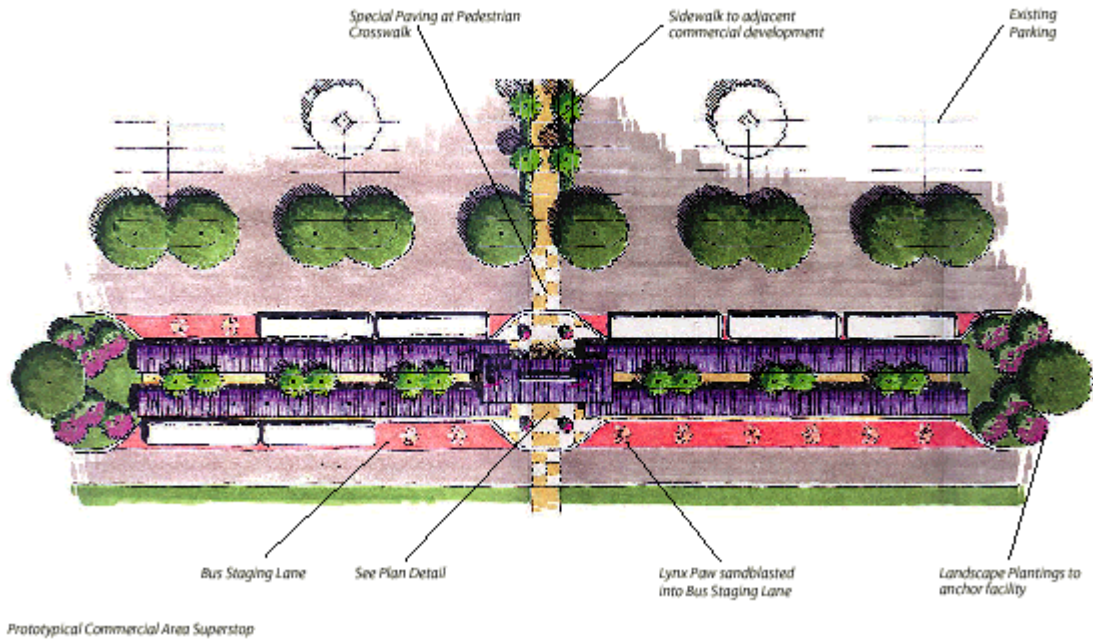 Special Paving at Pedestrian
Crosswalk
Sidewalk to adjacent
commercial development
Existing
Parking
Bus Staging Lane
See Plan Detail
Lynx Paw sandblasted
into Bus Staging Lane
Landscape Plantings to
anchor facility
Prototypical Commercial Area Superstop